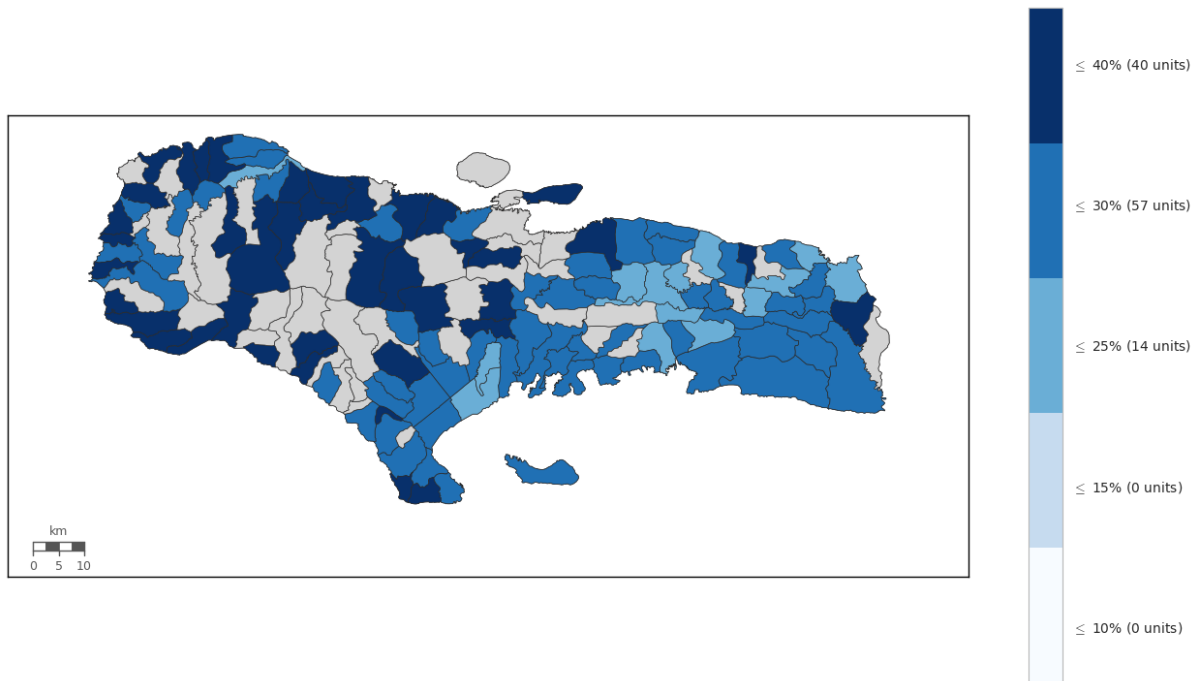 ≤ 40% (40 units)
≤ 30% (57 units)
≤ 25% (14 units)
≤ 15% (0 units)
≤ 10% (0 units)
km
0 5 10